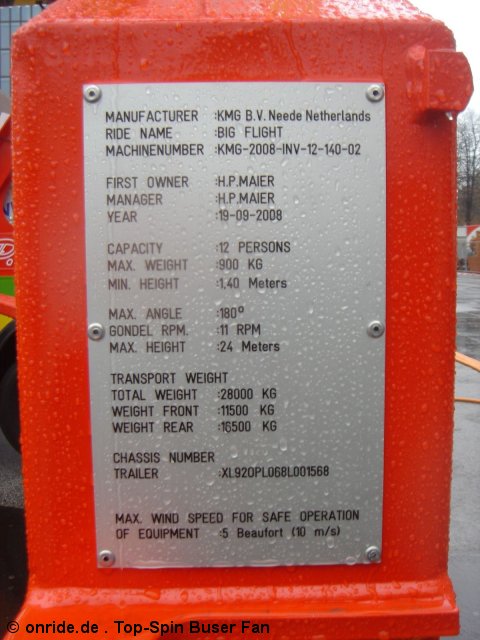 MANUFACTURER :KMG B.V. Neede Netherlands
RIDE NAME :BIG FLIGHT
MACHINENUMBER :KMG-2008-INV-12-140-02
FIRST OWNER :H.P.MAIER
MANAGER :H.P.MAIER
YEAR :19-09-2008
CAPACITY :12 PERSONS
MAX. WEIGHT :900 KG
MIN. HEIGHT :1.40 Meters
MAX. ANGLE :180°
GONDEL RPM. :11 RPM
MAX. HEIGHT :24 Meters
TRANSPORT WEIGHT
TOTAL WEIGHT :28000 KG
WEIGHT FRONT :11500 KG
WEIGHT REAR :16500 KG
CHASSIS NUMBER
TRAILER :XL920PL068L001568
MAX. WIND SPEED FOR SAFE OPERATION
OF EQUIPMENT :5 Beaufort (10 m/s)
© onride.de . Top-Spin Buser Fan